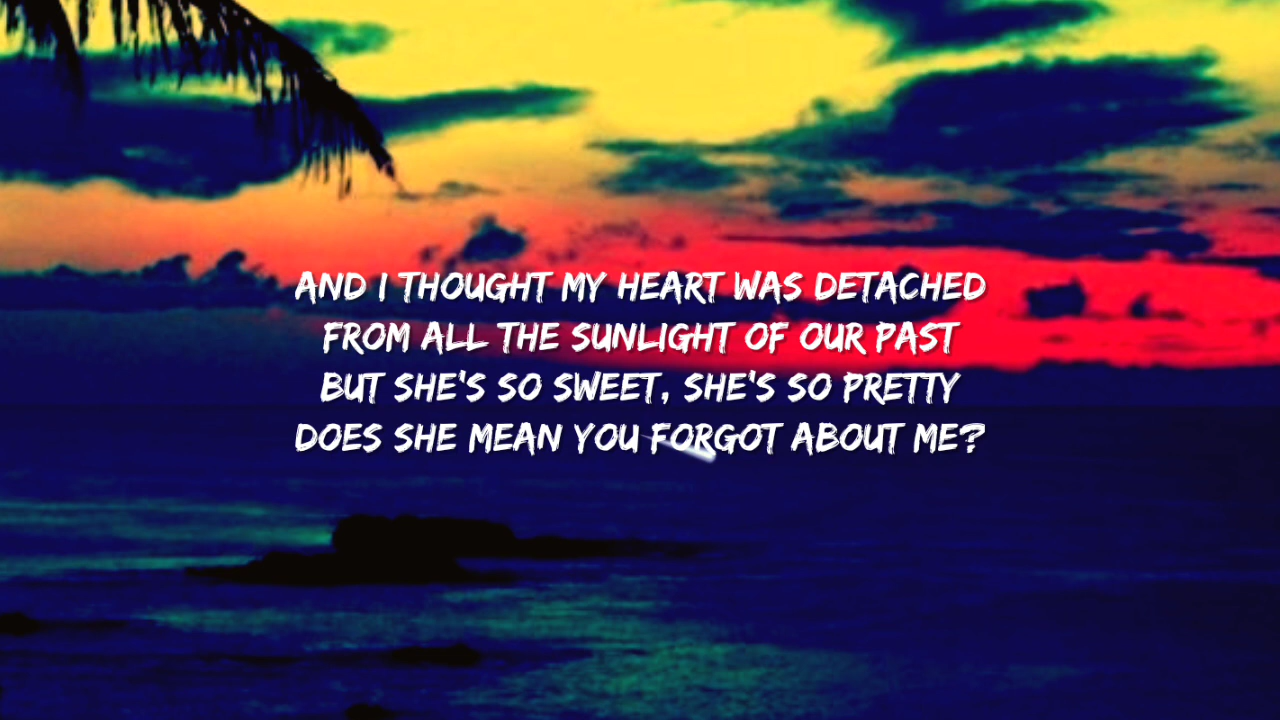 AND I THOUGHT MY HEART WAS DETACHED
FROM ALL THE SUNLIGHT OF OUR PAST
BUT SHE'S SO SWEET, SHE'S SO PRETTY
DOES SHE MEAN YOU FORGOT ABOUT ME?